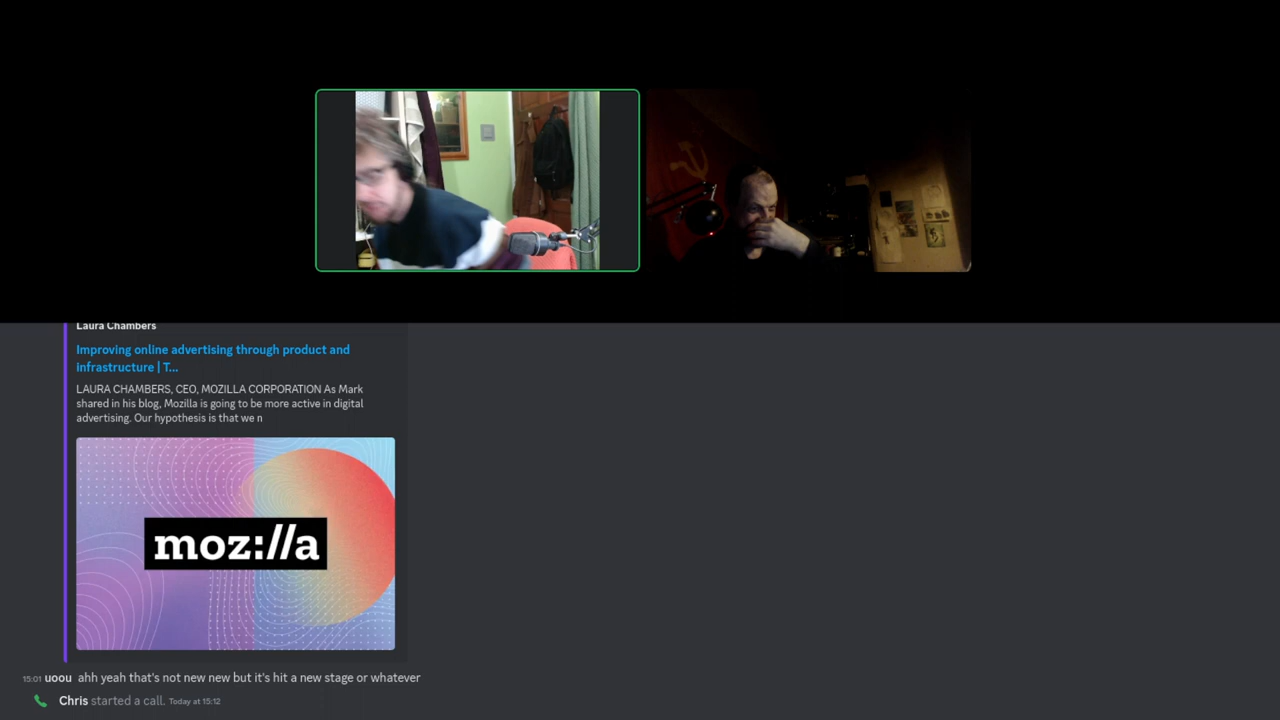 Laura Chambers
Improving online advertising through product and
infrastructure | T...
LAURA CHAMBERS, CEO, MOZILLA CORPORATION As Mark
shared in his blog, Mozilla is going to be more active in digital
advertising. Our hypothesis is that we n
moz://a
15:01 uoou ahh yeah that's not new new but it's hit a new stage or whatever
Chris started a call. Today at 15:12